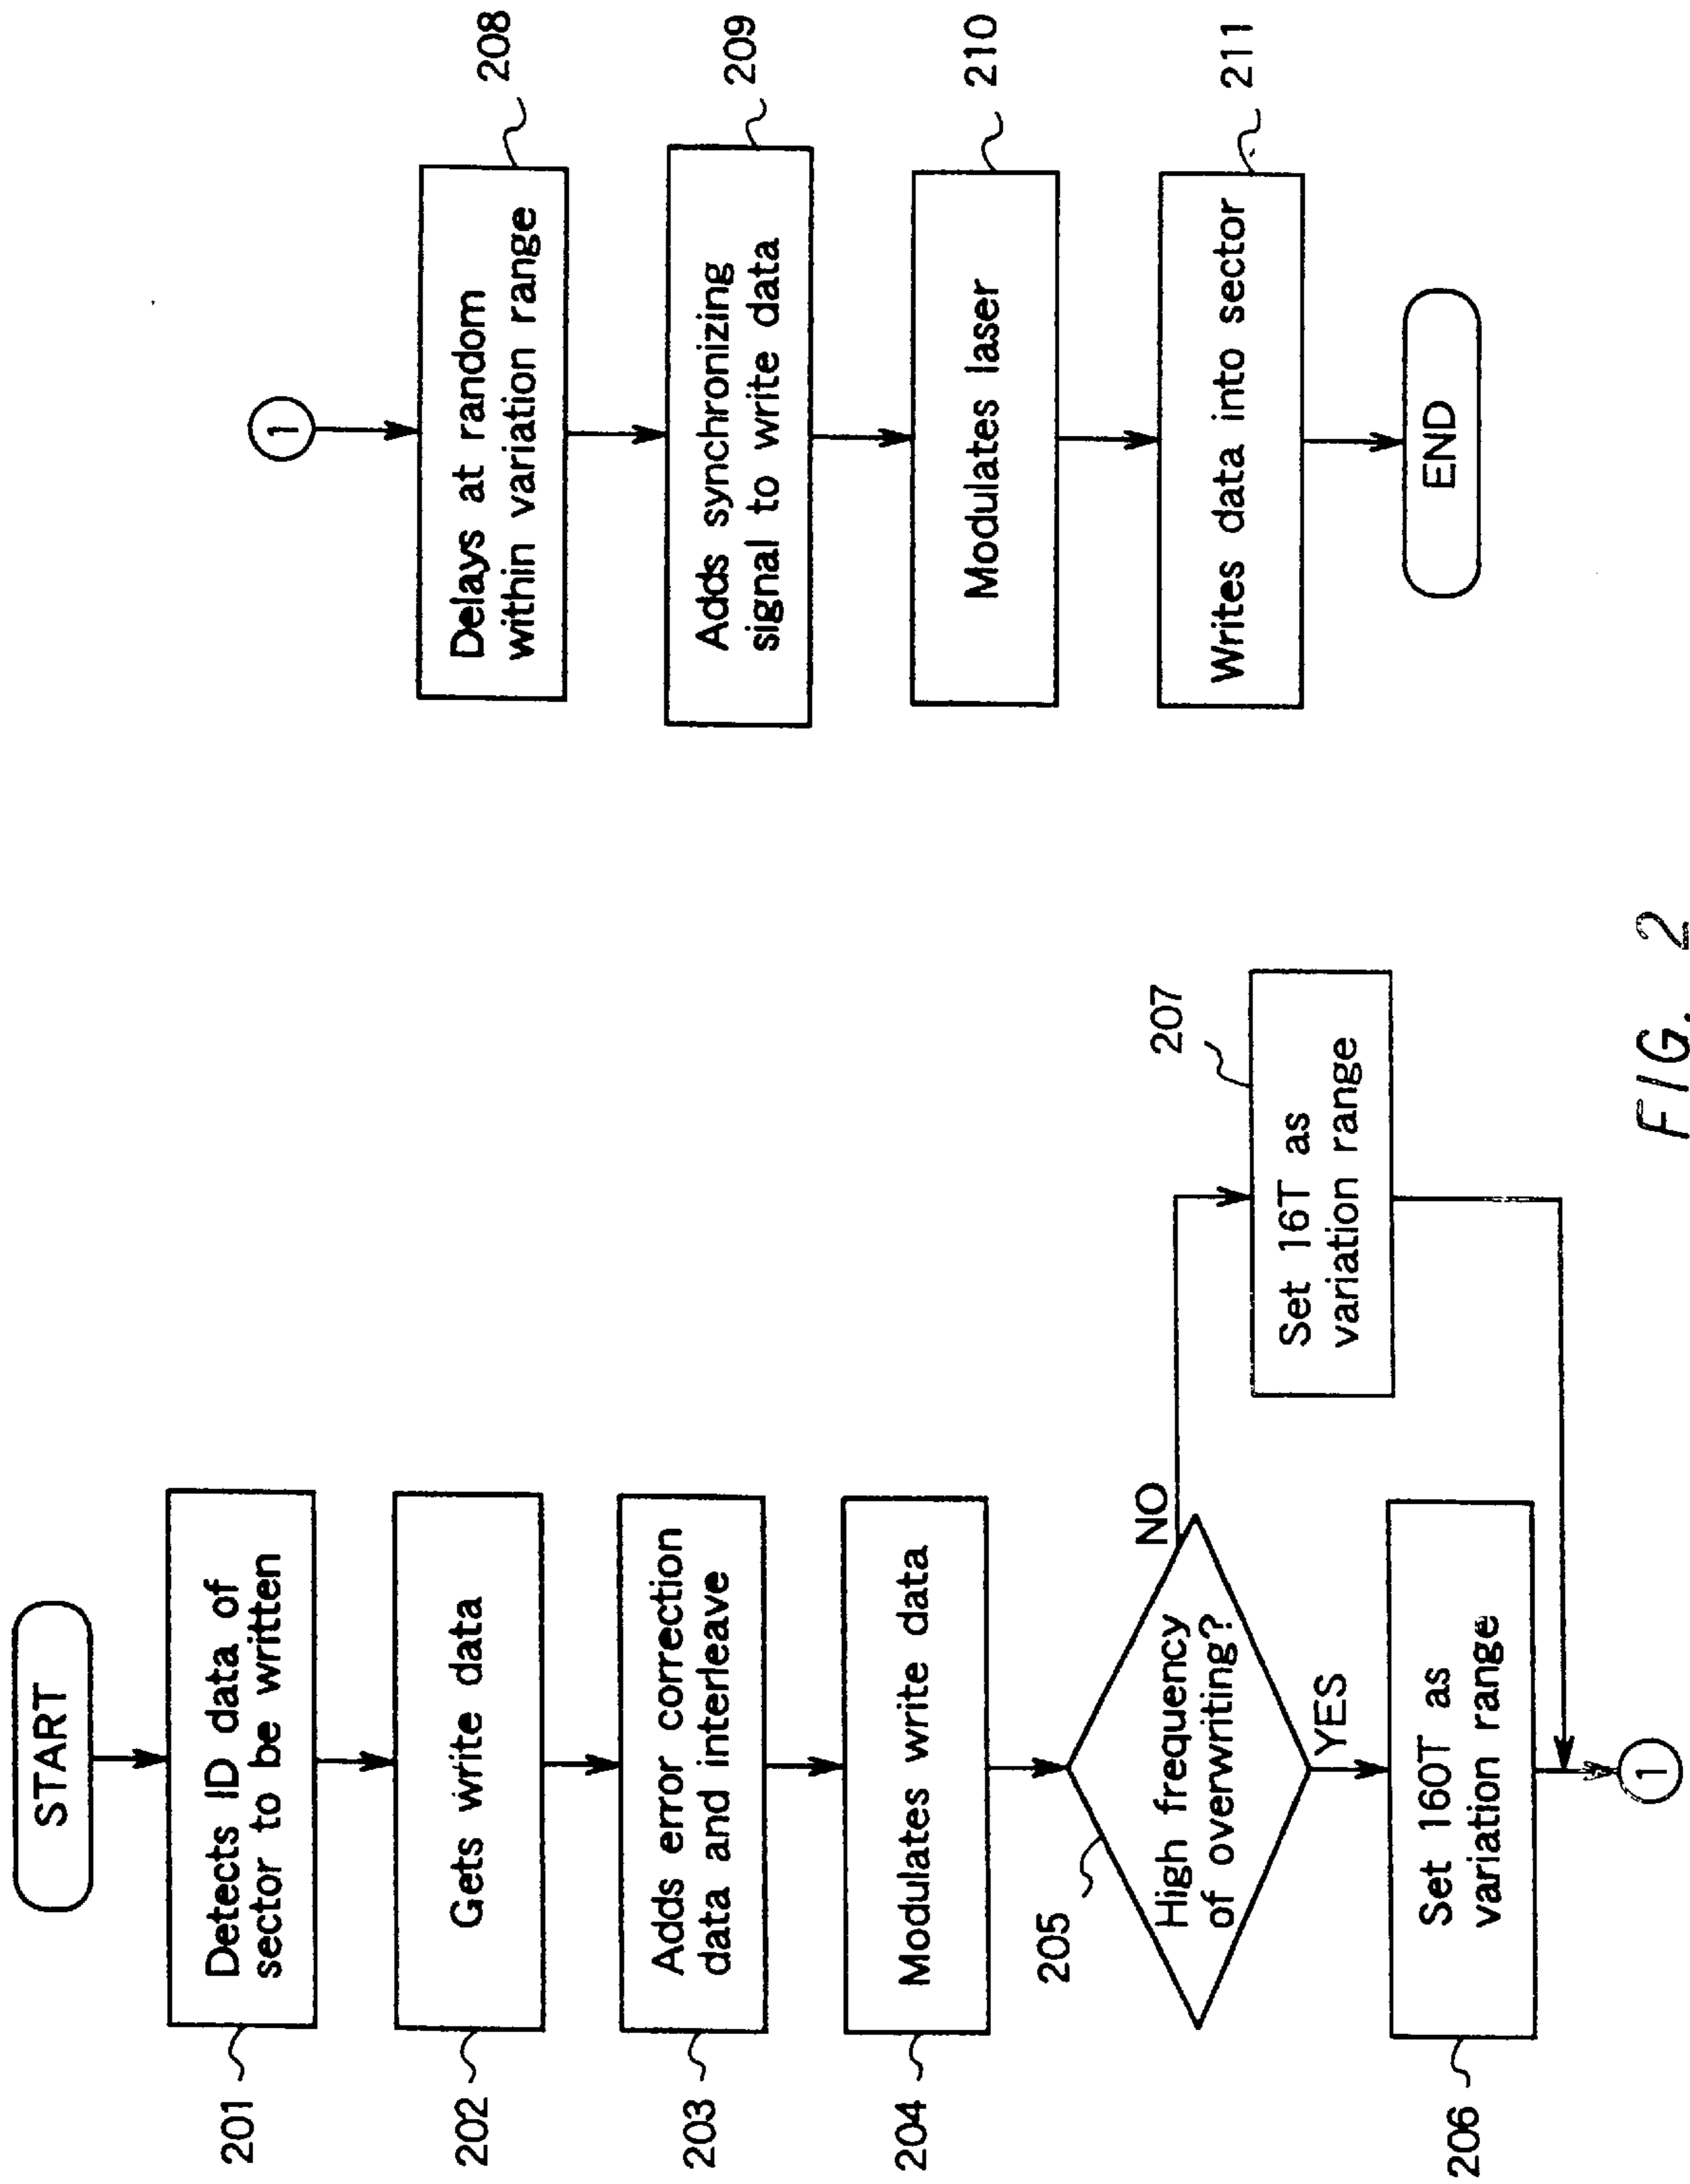 START
Detects ID data of
sector to be written
201
Gets write data
202
Adds error correction
data and interleave
203
Modulates write data
204
High frequency
of overwriting?
205
NO
YES
Set 160T as
variation range
206
Set 16T as
variation range
207
1
1
Delays at random
within variation range
208
Adds synchronizing
signal to write data
209
Modulates laser
210
Writes data into sector
211
END
FIG. 2